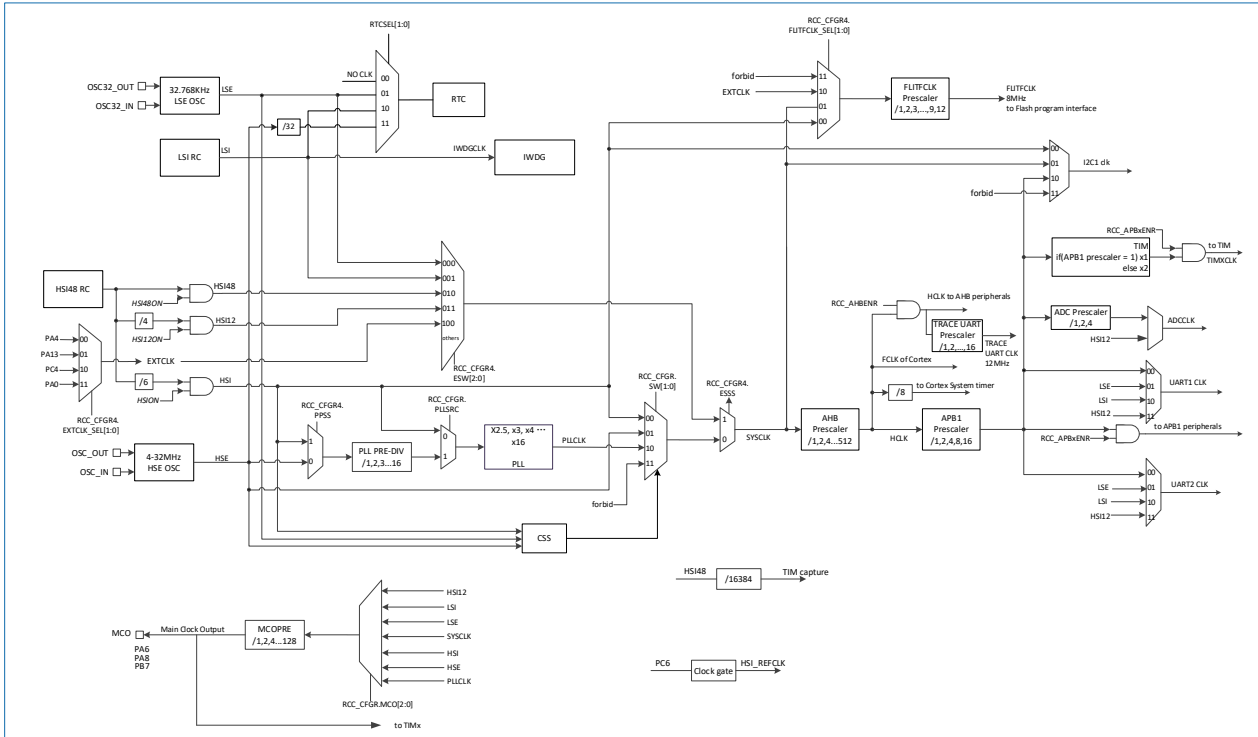 RTCSEL[1:0]
NO CLK
00
01
10
11
OSC32_OUT
OSC32_IN
32.768KHz
LSE OSC
LSE
/32
RTC
LSI RC
LSI
IWDGCLK
IWDG
RCC_CFGR4.
FLITFCLK_SEL[1:0]
forbid
EXTCLK
11
10
01
00
FLITFCLK
Prescaler
/1,2,3,...,9,12
FLITFCLK
8MHz
to Flash program interface
00
01
10
11
forbid
I2C1 clk
RCC_APBxENR
TIM
if(APB1 prescaler = 1) x1
else x2
to TIM
TIMXCLK
HSI48 RC
HSI48ON
HSI48
/4
HSI12ON
HSI12
000
001
010
011
100
others
RCC_CFGR4.
ESW[2:0]
PA4
PA13
PC4
PA0
00
01
10
11
EXTCLK
RCC_CFGR4.
EXTCLK_SEL[1:0]
/6
HSION
HSI
RCC_AHBENR
HCLK to AHB peripherals
TRACE UART
Prescaler
/1,2,...,16
TRACE
UART CLK
12MHz
FCLK of Cortex
/8
to Cortex System timer
ADC Prescaler
/1,2,4
HSI12
ADCCLK
RCC_CFGR4.
PPSS
1
0
RCC_CFGR.
PLLSRC
0
1
PLL PRE-DIV
/1,2,3...16
X2.5, x3, x4 ···
x16
PLL
PLLCLK
RCC_CFGR.
SW[1:0]
00
01
10
11
forbid
RCC_CFGR4.
ESSS
1
0
SYSCLK
AHB
Prescaler
/1,2,4...512
HCLK
APB1
Prescaler
/1,2,4,8,16
LSE
LSI
HSI12
00
01
10
11
UART1 CLK
RCC_APBxENR
to APB1 peripherals
OSC_OUT
OSC_IN
4-32MHz
HSE OSC
HSE
CSS
LSE
LSI
HSI12
00
01
10
11
UART2 CLK
HSI48
/16384
TIM capture
MCO
PA6
PA8
PB7
Main Clock Output
MCOPRE
/1,2,4...128
HSI12
LSI
LSE
SYSCLK
HSI
HSE
PLLCLK
RCC_CFGR.MCO[2:0]
to TIMx
PC6
Clock gate
HSI_REFCLK